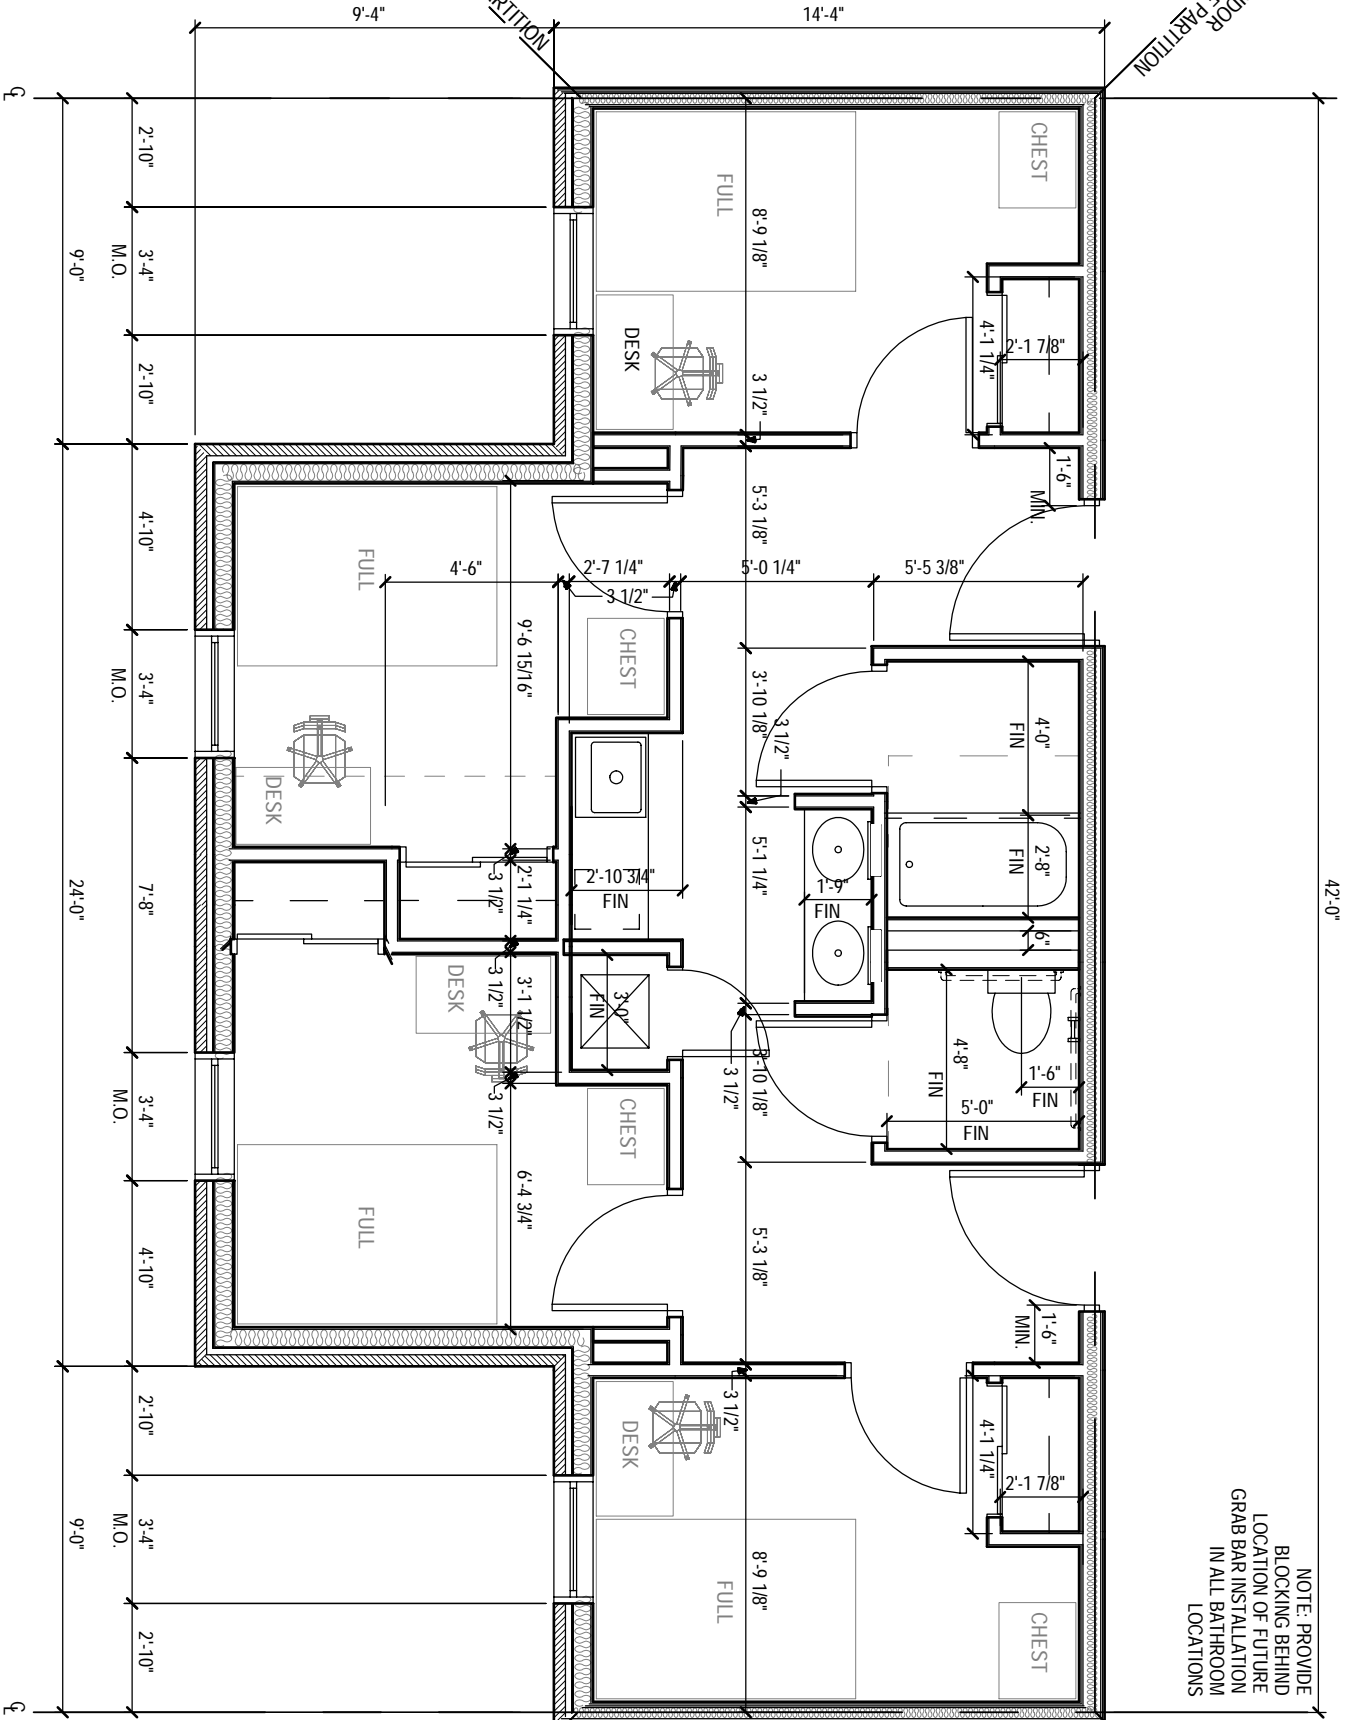 9'-4"
14'-4"
DOR
E PARTITION
RTITION
NOTE: PROVIDE
BLOCKING BEHIND
LOCATION OF FUTURE
GRAB BAR INSTALLATION
IN ALL BATHROOM
LOCATIONS
42'-0"
CL
9'-0"
24'-0"
9'-0"
CL
2'-10"
3'-4"
M.O.
2'-10"
4'-10"
3'-4"
M.O.
7'-8"
3'-4"
M.O.
4'-10"
2'-10"
3'-4"
M.O.
2'-10"
CHEST
FULL
DESK
8'-9 1/8"
3 1/2"
4'-1 1/4"
2'-1 7/8"
1'-6"
MIN.
5'-3 1/8"
4'-6"
2'-7 1/4"
3 1/2"
5'-0 1/4"
5'-5 3/8"
FULL
CHEST
DESK
9'-6 15/16"
3'-10 1/8"
3 1/2"
4'-0"
FIN
2'-8"
FIN
6"
5'-1 1/4"
1'-9"
FIN
2'-10 3/4"
FIN
2'-1 1/4"
3 1/2"
3 1/2"
3'-1 1/2"
3'-0"
FIN
3 1/2"
DESK
CHEST
FULL
6'-4 3/4"
3'-10 1/8"
3 1/2"
4'-8"
FIN
1'-6"
FIN
5'-0"
FIN
5'-3 1/8"
1'-6"
MIN.
3 1/2"
4'-1 1/4"
2'-1 7/8"
DESK
FULL
8'-9 1/8"
CHEST